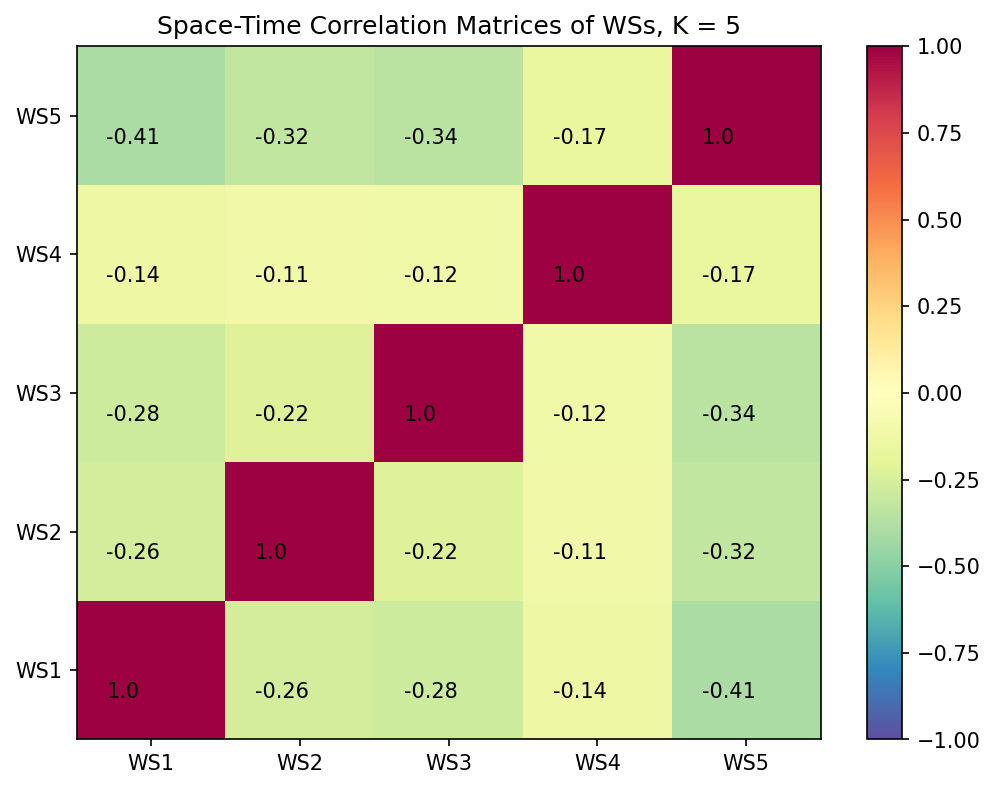 Space-Time Correlation Matrices of WSs, K = 5
WS5 -0.41 -0.32 -0.34 -0.17 1.0
WS4 -0.14 -0.11 -0.12 1.0 -0.17
WS3 -0.28 -0.22 1.0 -0.12 -0.34
WS2 -0.26 1.0 -0.22 -0.11 -0.32
WS1 1.0 -0.26 -0.28 -0.14 -0.41
WS1 WS2 WS3 WS4 WS5
1.00
0.75
0.50
0.25
0.00
−0.25
−0.50
−0.75
−1.00